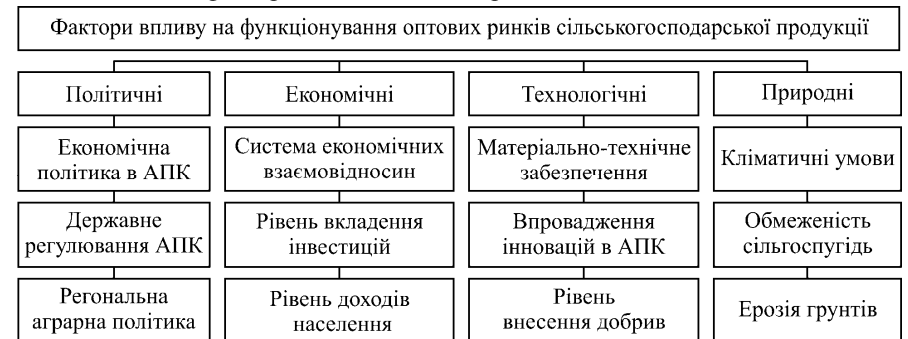 Фактори впливу на функціонування оптових ринків сільськогосподарської продукції
Політичні
Економічна
політика в АПК
Державне
регулювання АПК
Регональна
аграрна політика
Економічні
Система економічних
взаємовідносин
Рівень вкладення
інвестицій
Рівень доходів
населення
Технологічні
Матеріально-технічне
забезпечення
Впровадження
інновацій в АПК
Рівень
внесення добрив
Природні
Кліматичні умови
Обмеженість
сільгоспугідь
Ерозія грунтів